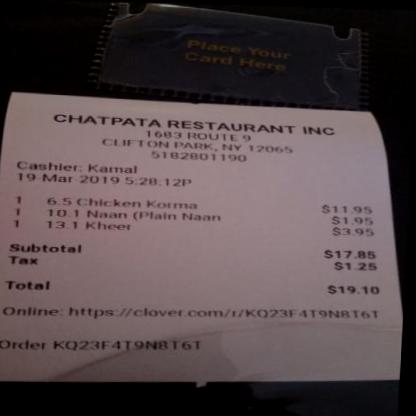 Place Your
Card Here
CHATPATA RESTAURANT INC
1683 ROUTE 9
CLIFTON PARK, NY 12065
5182801190
Cashier: Kamal
19-Mar-2019 5:28:12P
1 6.5 Chicken Korma $11.95
1 10.1 Naan (Plain Naan $1.95
1 13.1 Kheer $3.95
Subtotal $17.85
Tax $1.25
Total $19.10
Online: https://clover.com/r/KQ23F4T9N8T6T
Order KQ23F4T9N8T6T